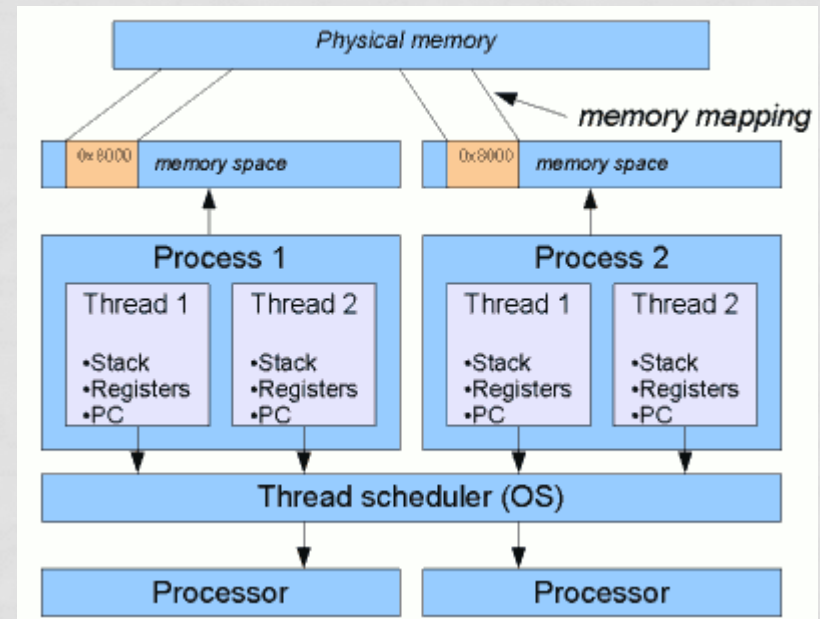 Physical memory
memory mapping
0x8000 memory space
0x8000 memory space
Process 1
Process 2
Thread 1
Thread 2
Thread 1
Thread 2
•Stack
•Registers
•PC
•Stack
•Registers
•PC
•Stack
•Registers
•PC
•Stack
•Registers
•PC
Thread scheduler (OS)
Processor
Processor